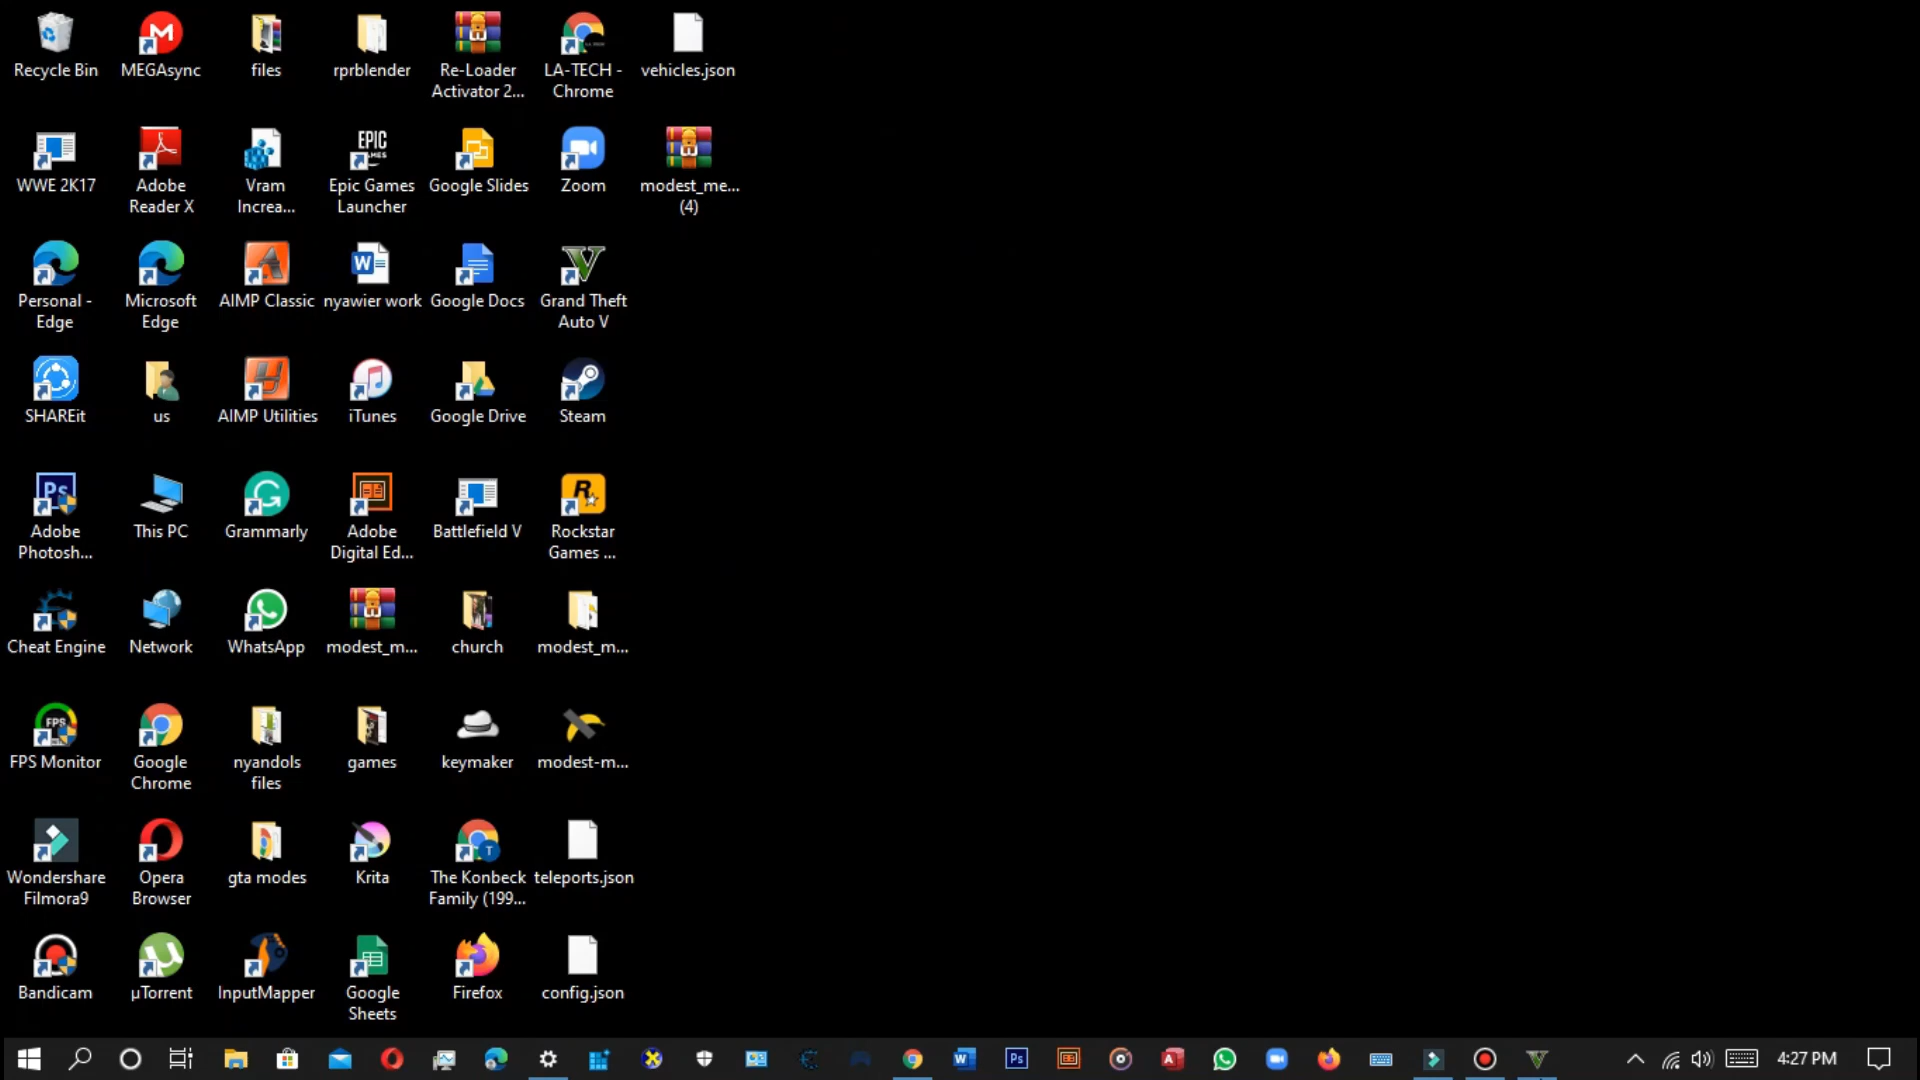 Recycle Bin
MEGAsync
files
rprblender
Re-Loader
Activator 2...
LA-TECH -
Chrome
vehicles.json
WWE 2K17
Adobe
Reader X
Vram
Increa...
EPIC
GAMES
Epic Games
Launcher
Google Slides
Zoom
modest_me...
(4)
Personal -
Edge
Microsoft
Edge
AIMP Classic
nyawier work
Google Docs
Grand Theft
Auto V
SHAREit
us
AIMP Utilities
iTunes
Google Drive
Steam
Ps
Adobe
Photosh...
This PC
Grammarly
Adobe
Digital Ed...
Battlefield V
Rockstar
Games ...
Cheat Engine
Network
WhatsApp
modest_m...
church
modest_m...
FPS
FPS Monitor
Google
Chrome
nyandols
files
games
keymaker
modest-m...
Wondershare
Filmora9
Opera
Browser
gta modes
Krita
T
The Konbeck
Family (199...
teleports.json
Bandicam
µTorrent
InputMapper
Google
Sheets
Firefox
config.json
Ps
4:27 PM